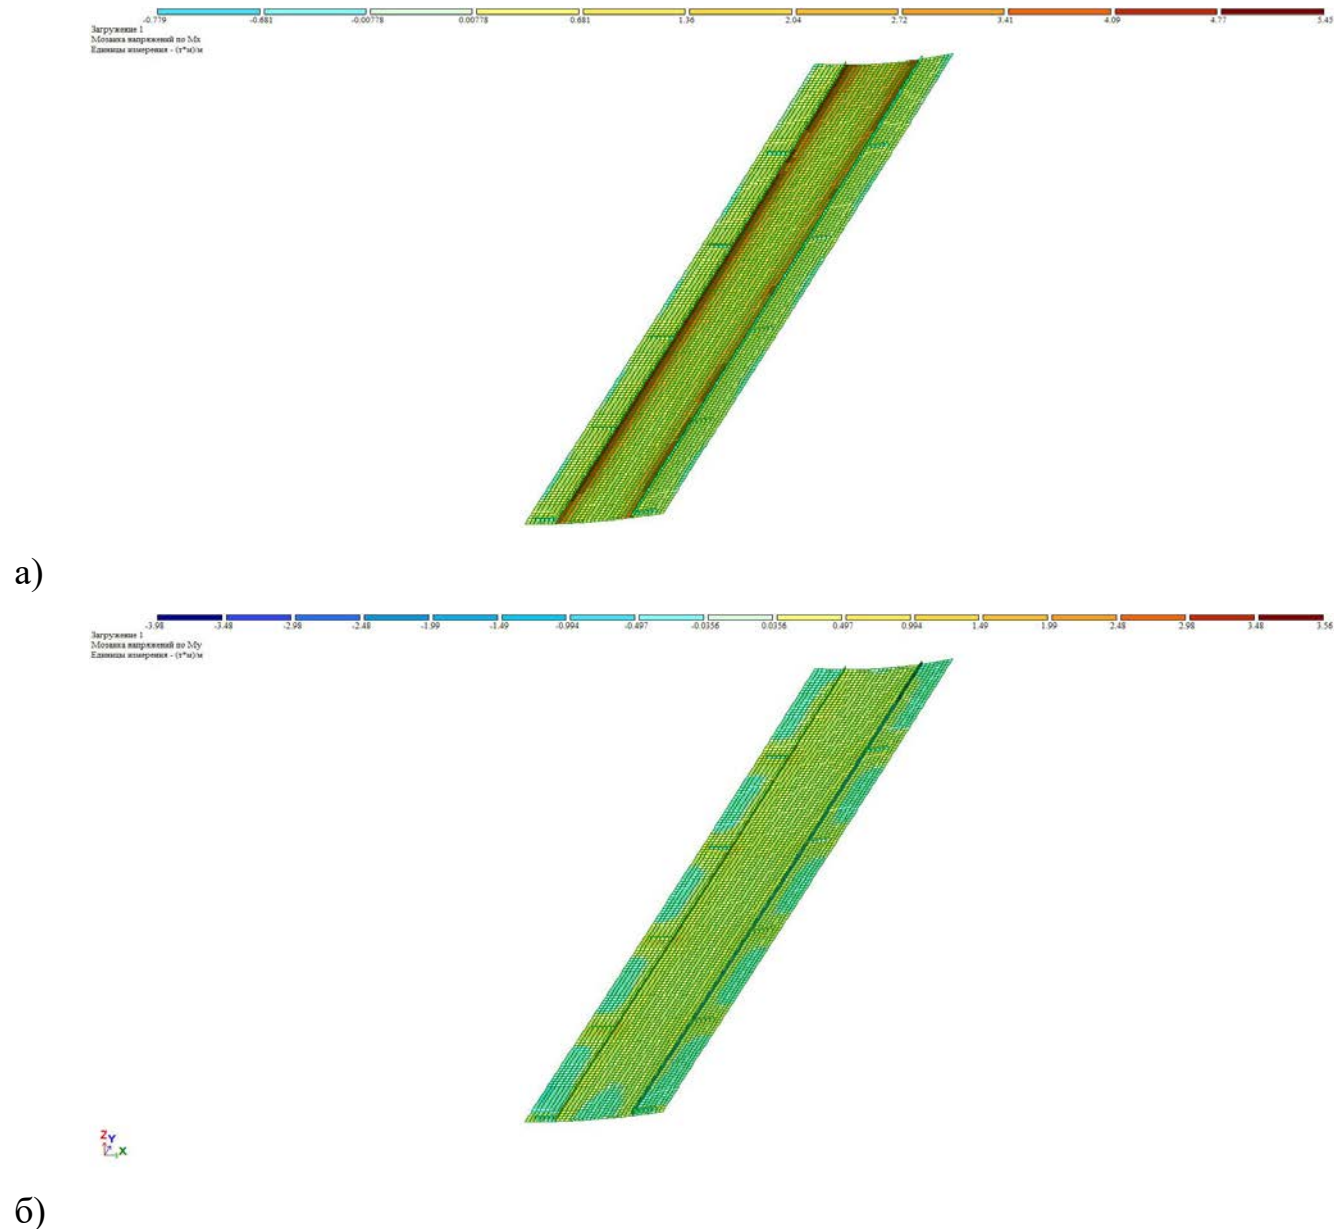 -0.779 -0.681 -0.00778 0.00778 0.681 1.36 2.04 2.72 3.41 4.09 4.77 5.45
Загружение 1
Мозаика напряжений по Mx
Единицы измерения - (т*м)/м
а)
-3.98 -3.48 -2.98 -2.48 -1.99 -1.49 -0.994 -0.497 -0.0356 0.0356 0.497 0.994 1.49 1.99 2.48 2.98 3.48 3.56
Загружение 1
Мозаика напряжений по My
Единицы измерения - (т*м)/м
Z Y X
б)